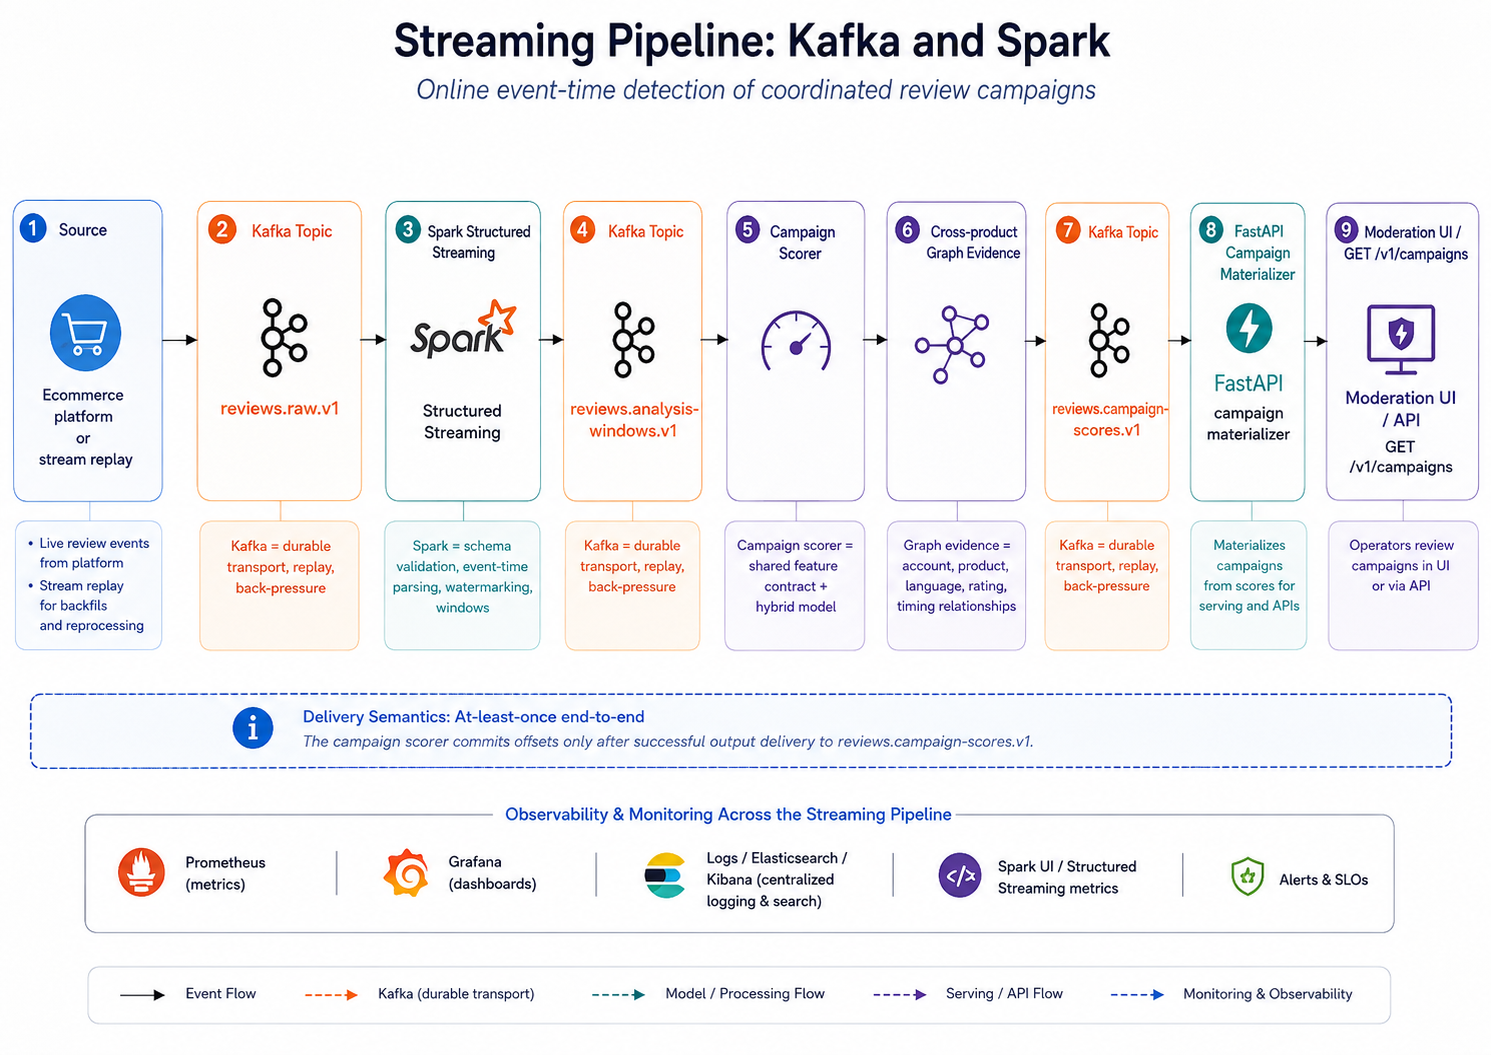 Streaming Pipeline: Kafka and Spark
Online event-time detection of coordinated review campaigns
1 Source
Ecommerce
platform
or
stream replay
• Live review events
from platform
• Stream replay
for backfils
and reprocessing
2 Kafka Topic
reviews.raw.v1
Kafka = durable
transport, replay,
back-pressure
3 Spark Structured
Streaming
Spark
Structured
Streaming
Spark = schema
validation, event-time
parsing, watermarking,
windows
4 Kafka Topic
reviews.analysis-
windows.v1
Kafka = durable
transport, replay,
back-pressure
5 Campaign
Scorer
Campaign scorer =
shared feature
contract +
hybrid model
6 Cross-product
Graph Evidence
Graph evidence =
account, product,
language, rating,
timing relationships
7 Kafka Topic
reviews.campaign-
scores.v1
Kafka = durable
transport, replay,
back-pressure
8 FastAPI
Campaign
Materializer
FastAPI
campaign
materializer
Materializes
campaigns
from scores for
serving and APIs
9 Moderation UI /
GET /v1/campaigns
Moderation UI
/ API
GET
/v1/campaigns
Operators review
campaigns in UI
or via API
i
Delivery Semantics: At-least-once end-to-end
The campaign scorer commits offsets only after successful output delivery to reviews.campaign-scores.v1.
Observability & Monitoring Across the Streaming Pipeline
Prometheus
(metrics)
Grafana
(dashboards)
Logs / Elasticsearch /
Kibana (centralized
logging & search)
</>
Spark UI / Structured
Streaming metrics
Alerts & SLOs
Event Flow
Kafka (durable transport)
Model / Processing Flow
Serving / API Flow
Monitoring & Observability